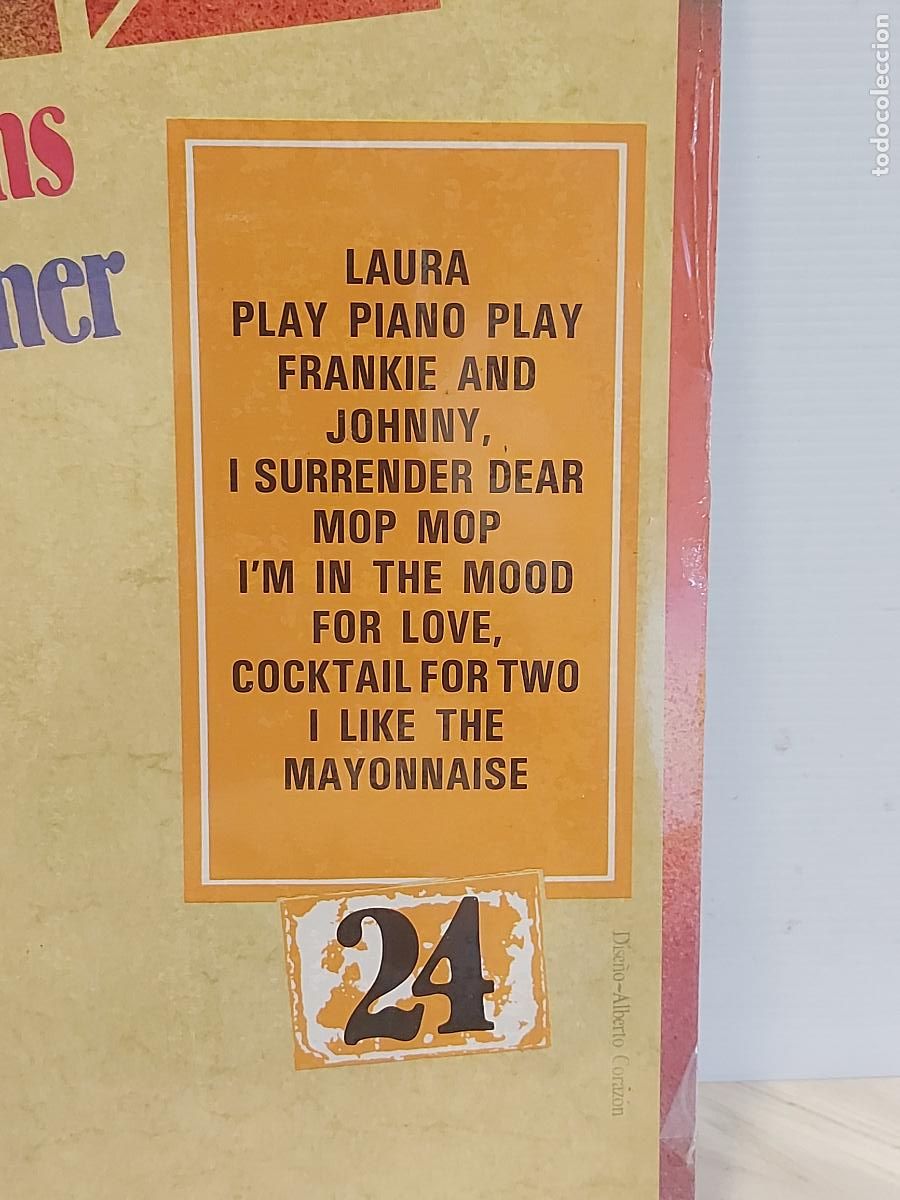 ns
ner
LAURA
PLAY PIANO PLAY
FRANKIE AND
JOHNNY,
I SURRENDER DEAR
MOP MOP
I'M IN THE MOOD
FOR LOVE,
COCKTAIL FOR TWO
I LIKE THE
MAYONNAISE
24
Diseño~Alberto Corazón
todocoleccion